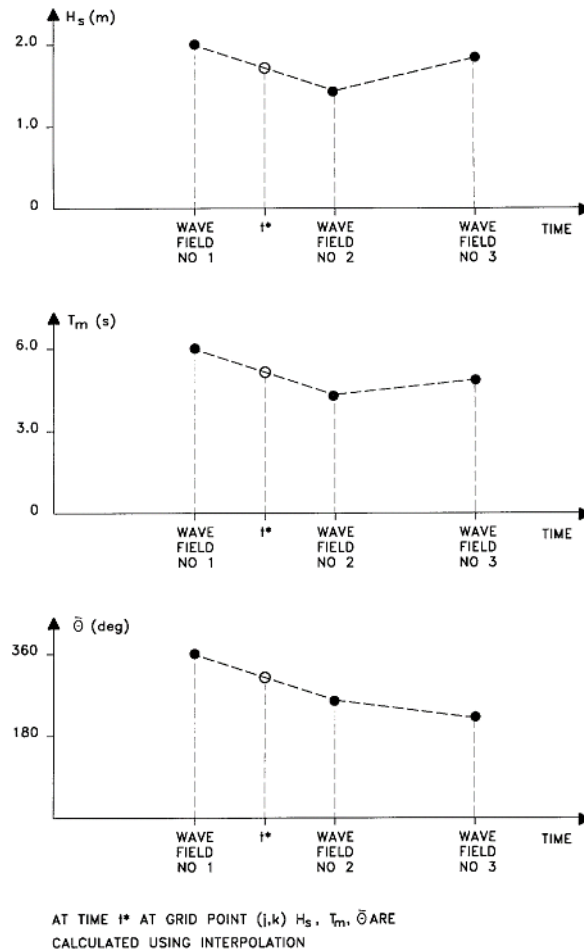 H_s (m)
2.0
1.0
0
WAVE FIELD NO 1
t*
WAVE FIELD NO 2
WAVE FIELD NO 3
TIME
T_m (s)
6.0
3.0
0
WAVE FIELD NO 1
t*
WAVE FIELD NO 2
WAVE FIELD NO 3
TIME
Θ̄ (deg)
360
180
WAVE FIELD NO 1
t*
WAVE FIELD NO 2
WAVE FIELD NO 3
TIME
AT TIME t* AT GRID POINT (j,k) H_s, T_m, Θ̄ ARE
CALCULATED USING INTERPOLATION